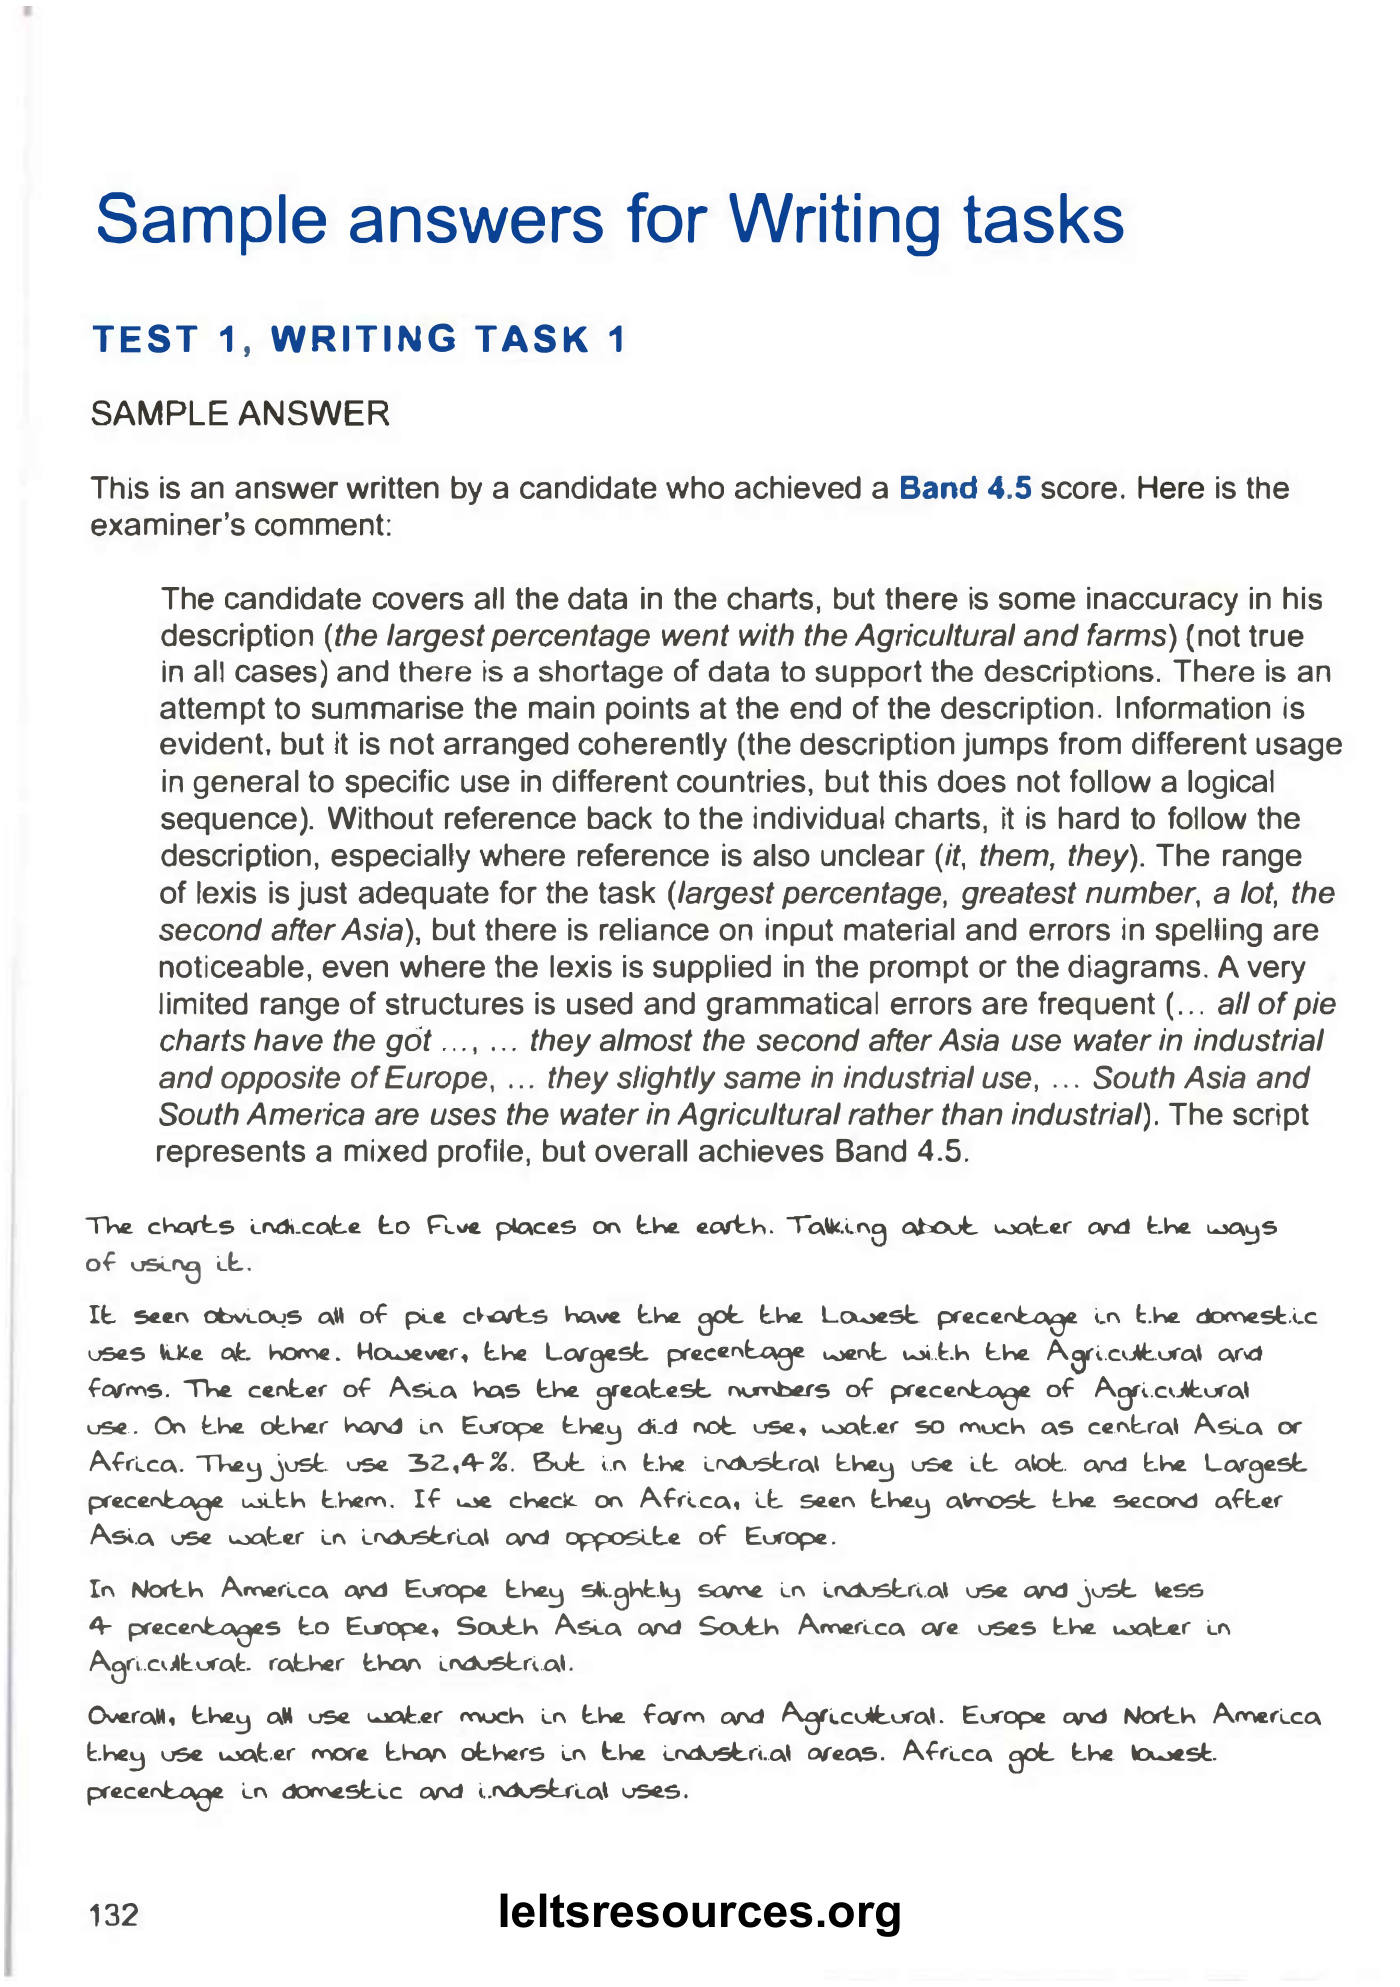 Sample answers for Writing tasks
TEST 1, WRITING TASK 1
SAMPLE ANSWER
This is an answer written by a candidate who achieved a Band 4.5 score. Here is the
examiner's comment:
The candidate covers all the data in the charts, but there is some inaccuracy in his
description (the largest percentage went with the Agricultural and farms) (not true
in all cases) and there is a shortage of data to support the descriptions. There is an
attempt to summarise the main points at the end of the description. Information is
evident, but it is not arranged coherently (the description jumps from different usage
in general to specific use in different countries, but this does not follow a logical
sequence). Without reference back to the individual charts, it is hard to follow the
description, especially where reference is also unclear (it, them, they). The range
of lexis is just adequate for the task (largest percentage, greatest number, a lot, the
second after Asia), but there is reliance on input material and errors in spelling are
noticeable, even where the lexis is supplied in the prompt or the diagrams. A very
limited range of structures is used and grammatical errors are frequent (... all of pie
charts have the got ..., ... they almost the second after Asia use water in industrial
and opposite of Europe, ... they slightly same in industrial use, ... South Asia and
South America are uses the water in Agricultural rather than industrial). The script
represents a mixed profile, but overall achieves Band 4.5.
The charts indicate to Five places on the earth. Talking about water and the ways
of using it.
It seen obvious all of pie charts have the got the Lowest precentage in the domestic
uses like at home. However, the Largest precentage went with the Agricultural and
farms. The center of Asia has the greatest numbers of precentage of Agricultural
use. On the other hand in Europe they did not use, water so much as central Asia or
Africa. They just use 32,4%. But in the industral they use it alot and the Largest
precentage with them. If we check on Africa, it seen they almost the second after
Asia use water in industrial and opposite of Europe.
In North America and Europe they slightly same in industrial use and just less
4 precentages to Europe, South Asia and South America are uses the water in
Agricultural rather than industrial.
Overall, they all use water much in the farm and Agricultural. Europe and North America
they use water more than others in the industrial areas. Africa got the lowest
precentage in domestic and industrial uses.
132
Ieltsresources.org